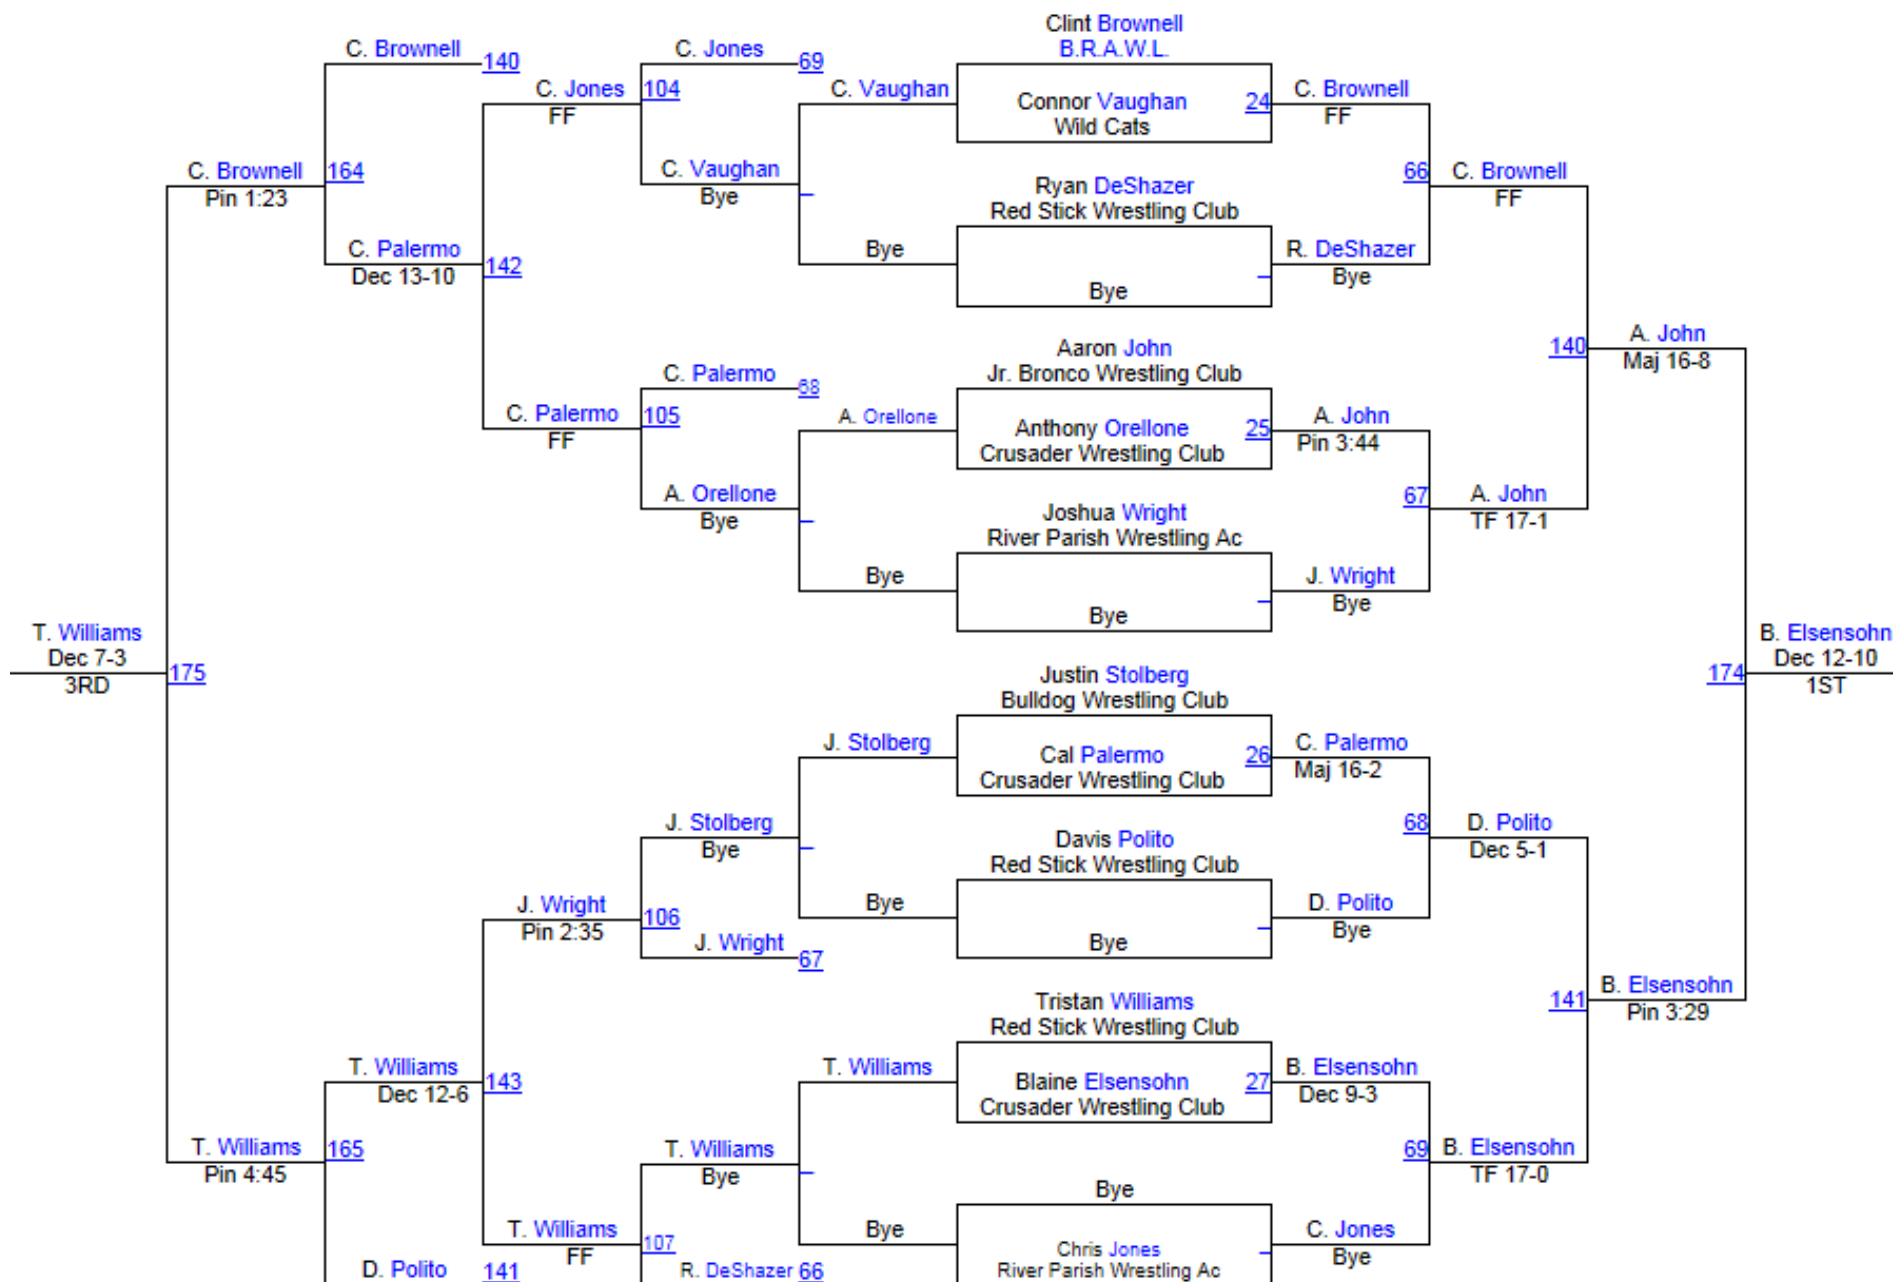 Clint Brownell
C. Brownell
C. Jones
B.R.A.W.L.
140
69
C. Jones
104
C. Vaughan
Connor Vaughan
24
C. Brownell
FF
Wild Cats
FF
C. Brownell
164
C. Vaughan
Ryan DeShazer
66
C. Brownell
Pin 1:23
Bye
Red Stick Wrestling Club
FF
C. Palermo
Bye
R. DeShazer
Dec 13-10
142
Bye
Bye
A. John
Aaron John
140
Maj 16-8
C. Palermo
68
Jr. Bronco Wrestling Club
C. Palermo
105
A. Orellone
Anthony Orellone
25
A. John
FF
Crusader Wrestling Club
Pin 3:44
A. Orellone
67
A. John
Bye
Joshua Wright
TF 17-1
River Parish Wrestling Ac
Bye
J. Wright
Bye
Bye
T. Williams
B. Elsensohn
Dec 7-3
175
Justin Stolberg
174
Dec 12-10
3RD
Bulldog Wrestling Club
1ST
J. Stolberg
Cal Palermo
26
C. Palermo
Crusader Wrestling Club
Maj 16-2
J. Stolberg
Davis Polito
68
D. Polito
Bye
Red Stick Wrestling Club
Dec 5-1
J. Wright
106
Bye
D. Polito
Pin 2:35
Bye
Bye
J. Wright
67
B. Elsensohn
Tristan Williams
141
Pin 3:29
Red Stick Wrestling Club
T. Williams
143
T. Williams
Blaine Elsensohn
27
B. Elsensohn
Dec 12-6
Crusader Wrestling Club
Dec 9-3
T. Williams
165
T. Williams
69
B. Elsensohn
Pin 4:45
Bye
Bye
TF 17-0
T. Williams
107
Bye
C. Jones
FF
Chris Jones
Bye
D. Polito
141
R. DeShazer
66
River Parish Wrestling Ac